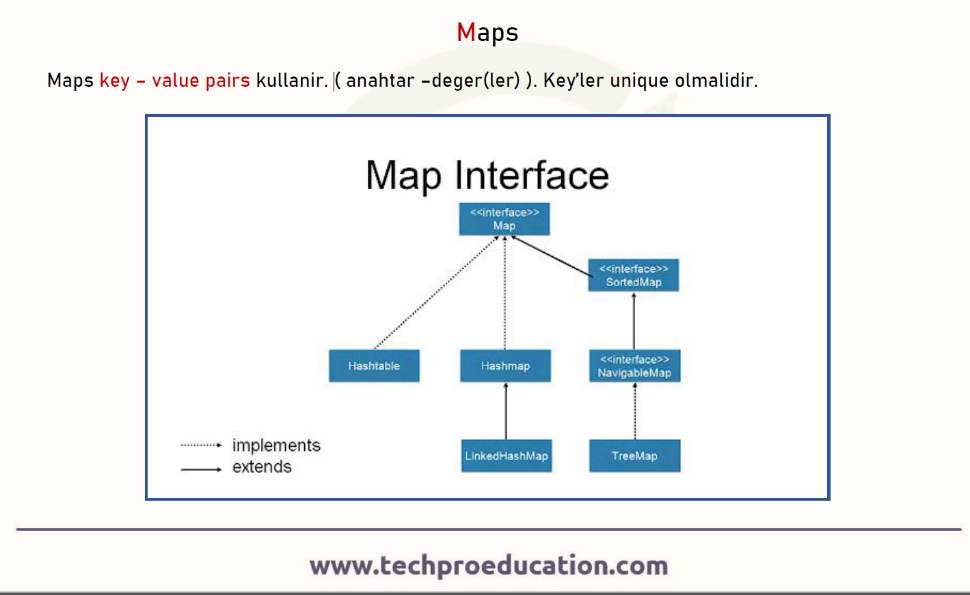 Maps
Maps key – value pairs kullanir. ( anahtar –deger(ler) ). Key'ler unique olmalidir.
Map Interface
<<interface>>
Map
<<interface>>
SortedMap
Hashtable
Hashmap
<<interface>>
NavigableMap
implements
extends
LinkedHashMap
TreeMap
www.techproeducation.com